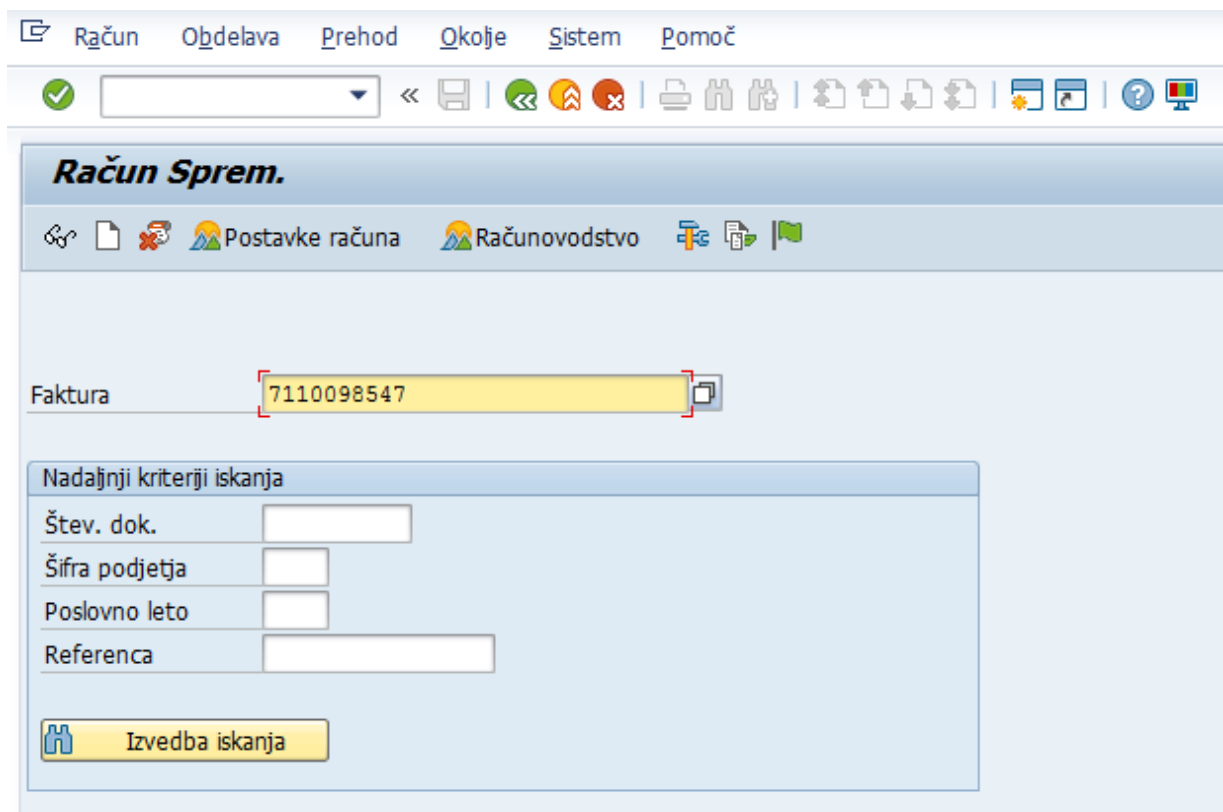 Račun Obdelava Prehod Okolje Sistem Pomoč
Račun Sprem.
Postavke računa Računovodstvo
Faktura 7110098547
Nadaljnji kriteriji iskanja
Štev. dok.
Šifra podjetja
Poslovno leto
Referenca
Izvedba iskanja